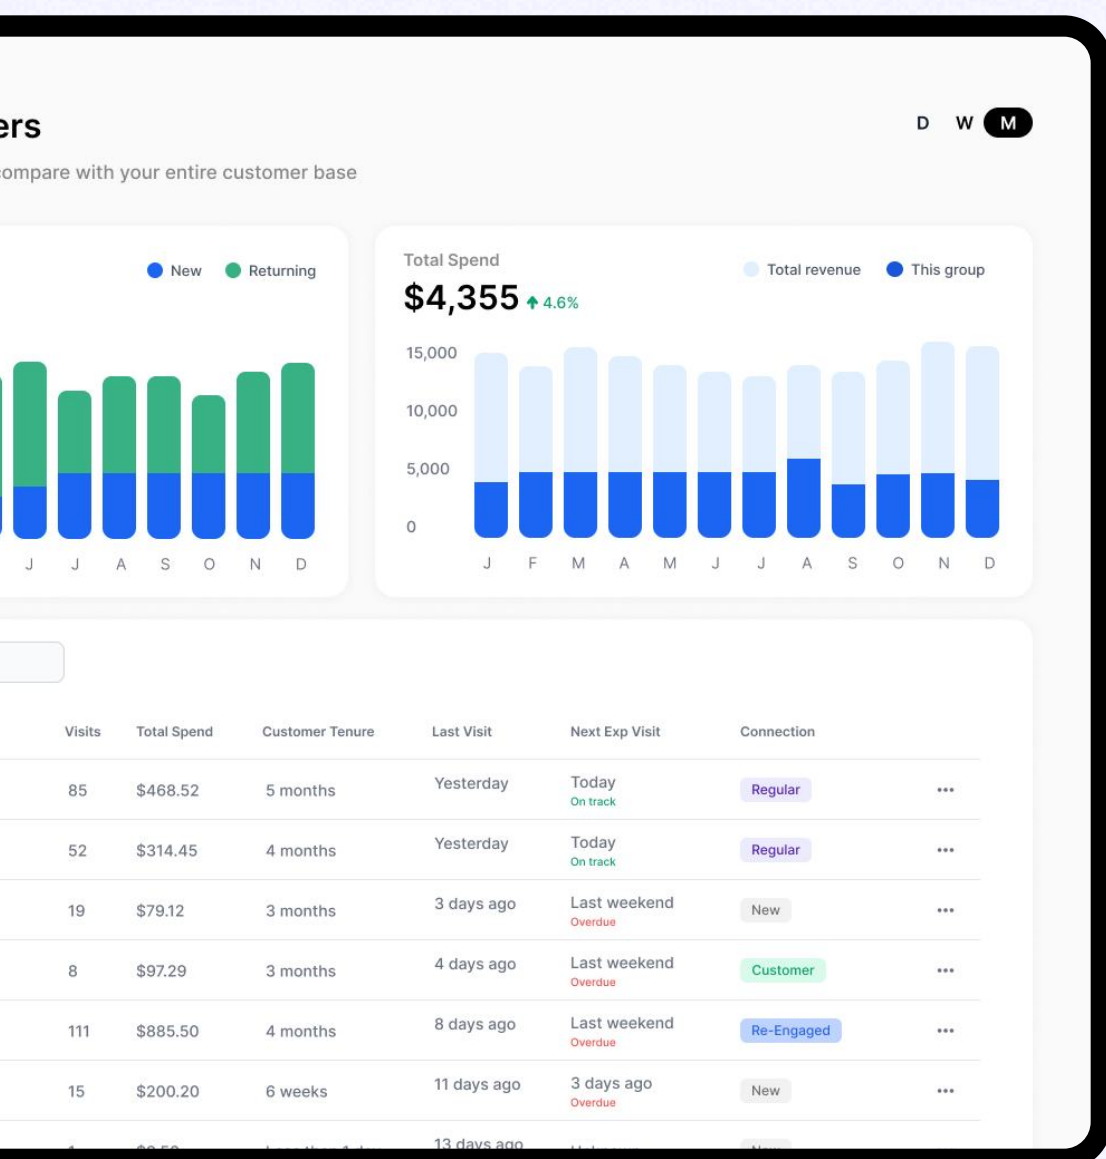 ers
D W M
compare with your entire customer base
New Returning
J J A S O N D
Total Spend
$4,355 4.6%
Total revenue This group
15,000
10,000
5,000
0
J F M A M J J A S O N D
Visits Total Spend Customer Tenure Last Visit Next Exp Visit Connection
85 $468.52 5 months Yesterday Today Regular •••
On track
52 $314.45 4 months Yesterday Today Regular •••
On track
19 $79.12 3 months 3 days ago Last weekend New •••
Overdue
8 $97.29 3 months 4 days ago Last weekend Customer •••
Overdue
111 $885.50 4 months 8 days ago Last weekend Re-Engaged •••
Overdue
15 $200.20 6 weeks 11 days ago 3 days ago New •••
Overdue
13 days ago